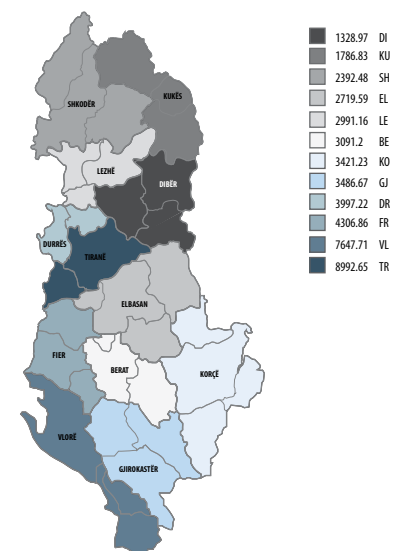 SHKODËR
KUKËS
LEZHË
DIBËR
DURRËS
TIRANË
ELBASAN
FIER
BERAT
KORÇË
VLORË
GJIROKASTËR
1328.97 DI
1786.83 KU
2392.48 SH
2719.59 EL
2991.16 LE
3091.2 BE
3421.23 KO
3486.67 GJ
3997.22 DR
4306.86 FR
7647.71 VL
8992.65 TR